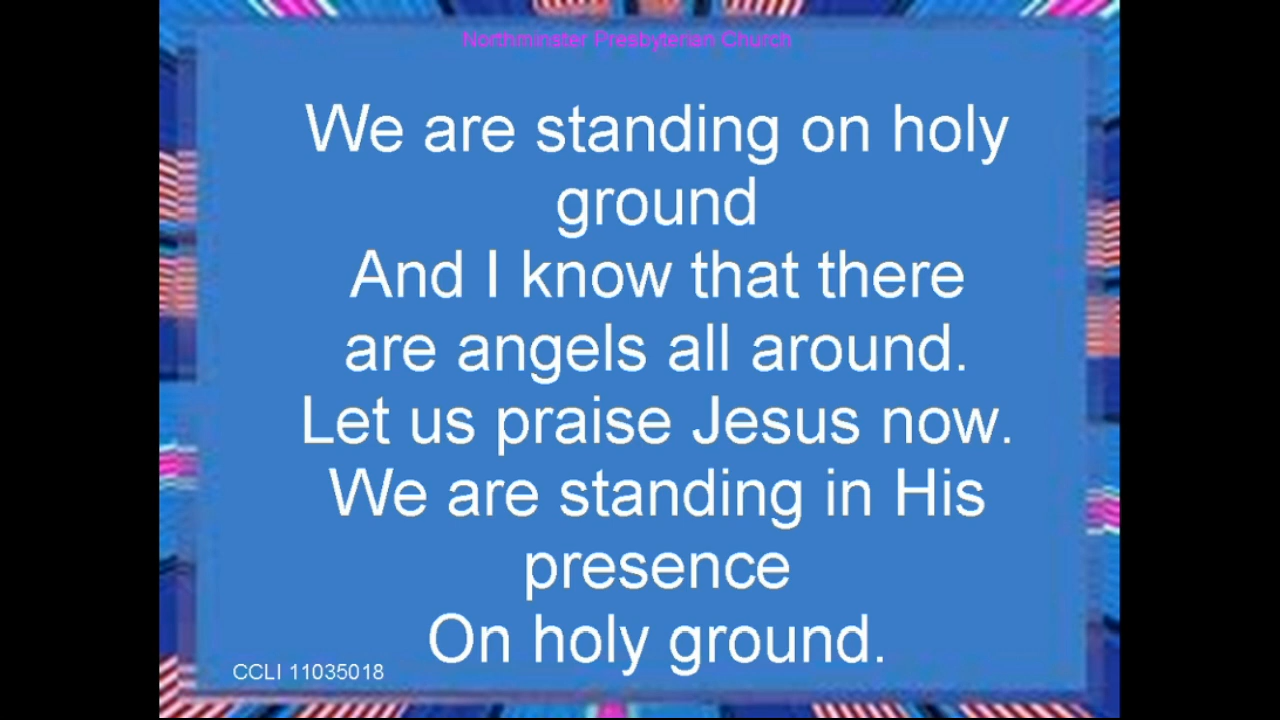 Northminster Presbyterian Church
We are standing on holy
ground
And I know that there
are angels all around.
Let us praise Jesus now.
We are standing in His
presence
On holy ground.
CCLI 11035018